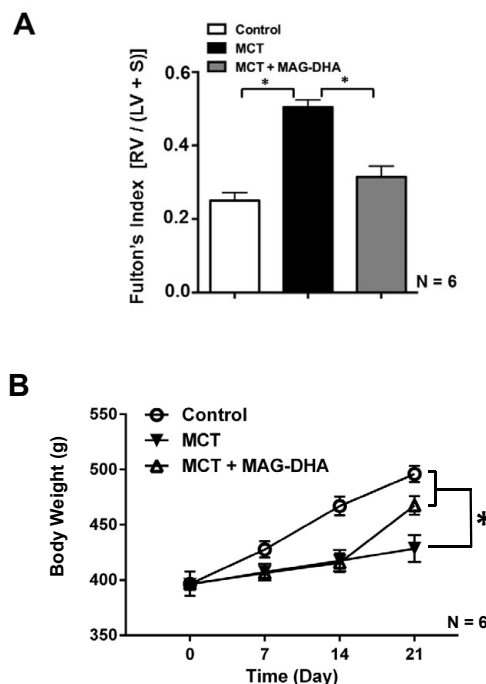 A
Control
MCT
MCT + MAG-DHA
Fulton's Index [RV / (LV + S)]
0.6
0.4
0.2
0.0
*
*
N = 6
B
Control
MCT
MCT + MAG-DHA
Body Weight (g)
550
500
450
400
350
*
0 7 14 21
Time (Day)
N = 6